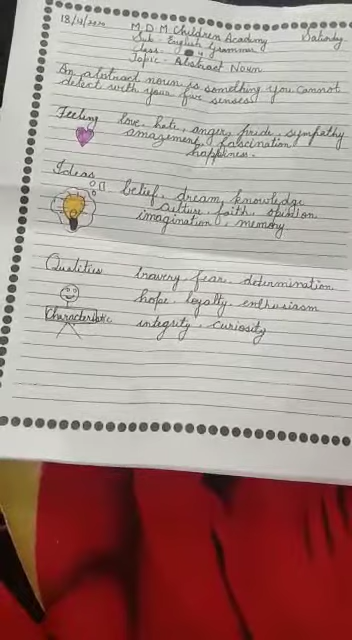 18/4/2020 M.D.M Children Academy Saturday
Sub - English Grammar
Class - 4
Topic - Abstract Noun
An abstract noun is something you cannot
detect with your five senses
Feeling love, hate, anger, pride, sympathy
amazement, fascination
happiness.
Ideas
belief, dream, knowledge
culture, faith, opinion
imagination, memory
Qualities bravery, fear, determination
hope, loyalty, enthusiasm
Characteristic integrity, curiosity